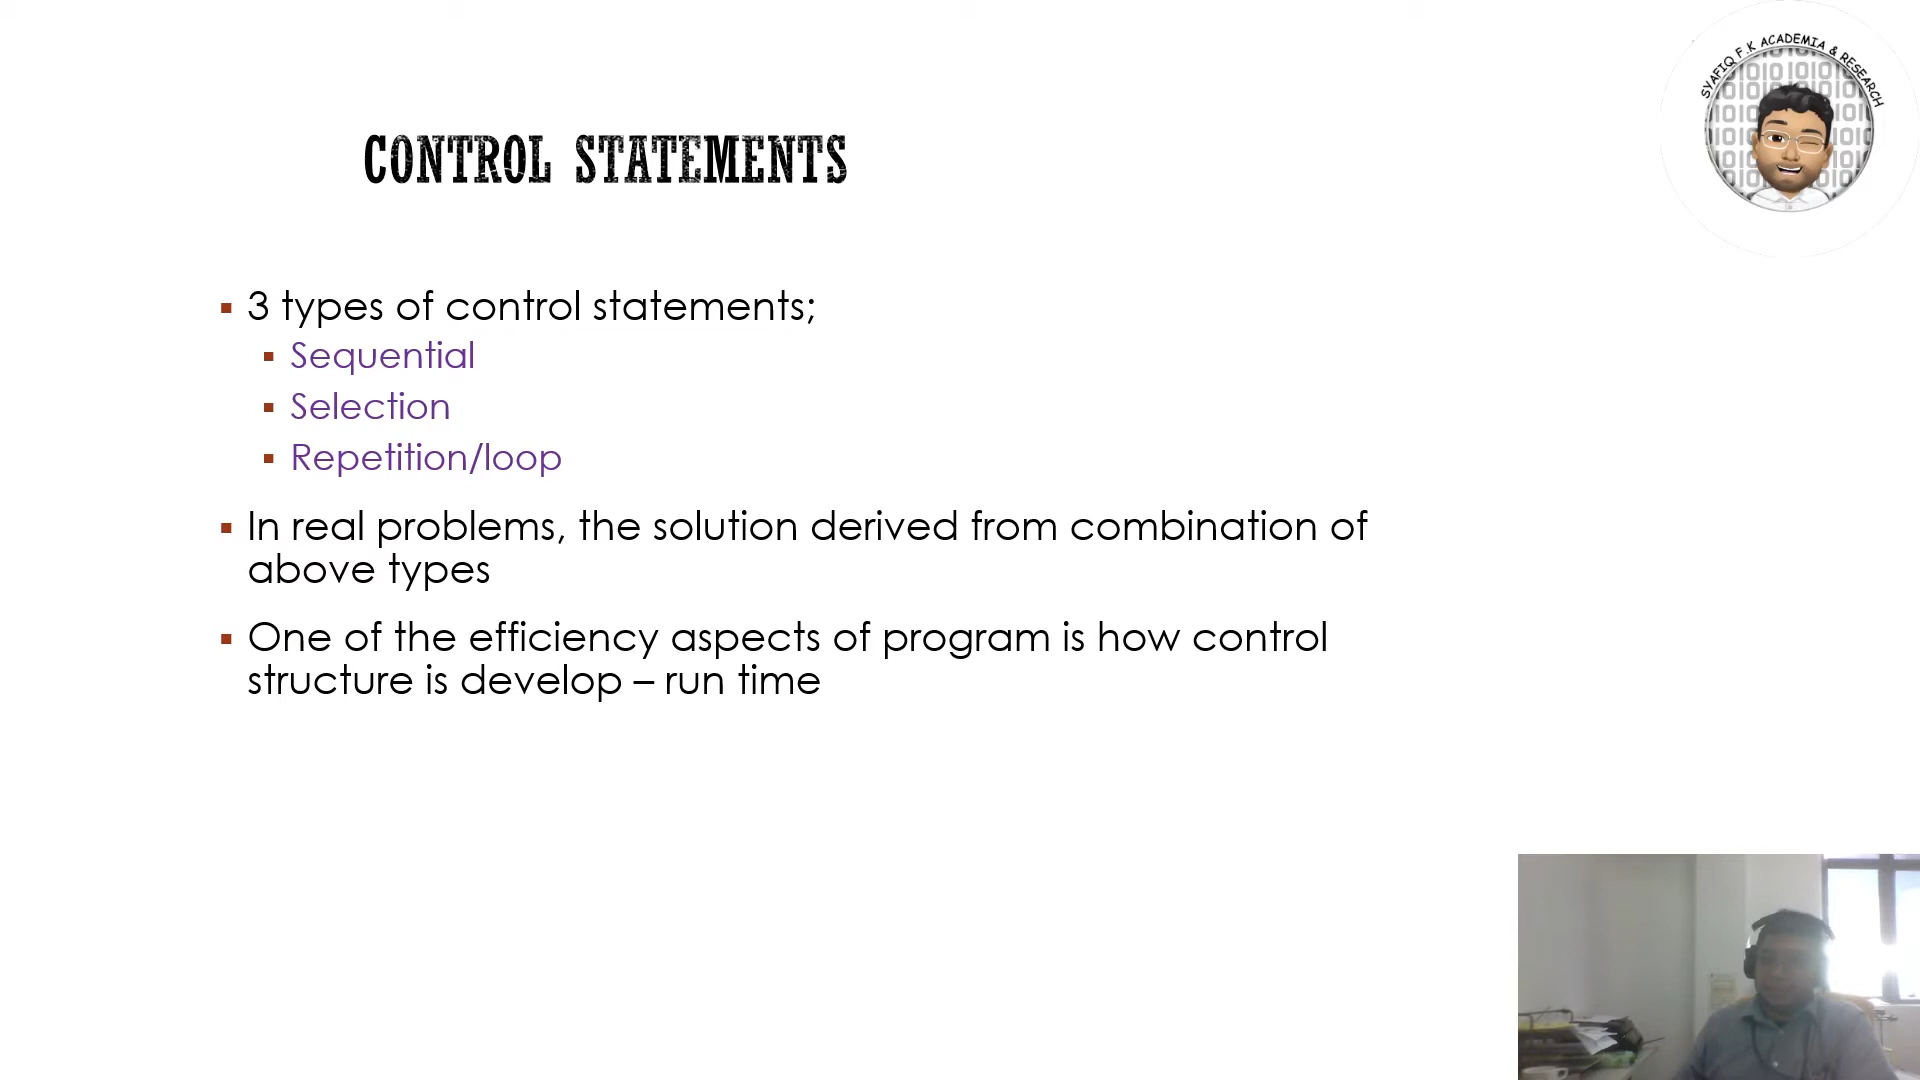 SYAFIQ F.K ACADEMIA & RESEARCH
CONTROL STATEMENTS
3 types of control statements;
Sequential
Selection
Repetition/loop
In real problems, the solution derived from combination of
above types
One of the efficiency aspects of program is how control
structure is develop – run time